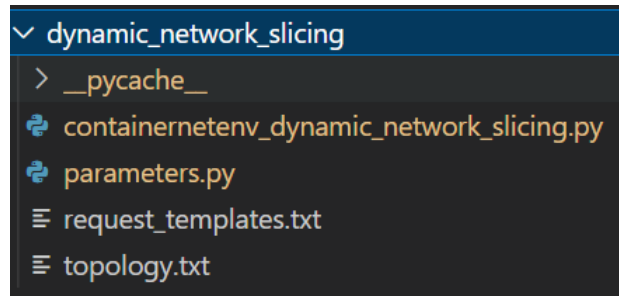 dynamic_network_slicing
__pycache__
containernetenv_dynamic_network_slicing.py
parameters.py
request_templates.txt
topology.txt